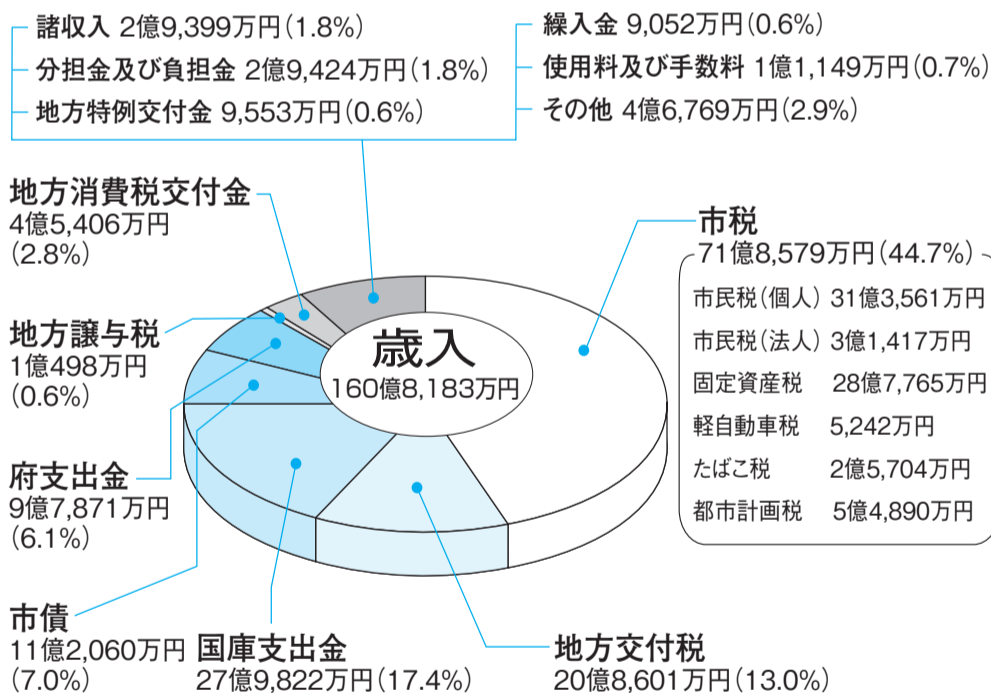 諸収入 2億9,399万円(1.8%)
分担金及び負担金 2億9,424万円(1.8%)
地方特例交付金 9,553万円(0.6%)
繰入金 9,052万円(0.6%)
使用料及び手数料 1億1,149万円(0.7%)
その他 4億6,769万円(2.9%)
地方消費税交付金
4億5,406万円
(2.8%)
地方譲与税
1億498万円
(0.6%)
府支出金
9億7,871万円
(6.1%)
市債
11億2,060万円
(7.0%)
国庫支出金
27億9,822万円(17.4%)
地方交付税
20億8,601万円(13.0%)
歳入
160億8,183万円
市税
71億8,579万円(44.7%)
市民税(個人) 31億3,561万円
市民税(法人) 3億1,417万円
固定資産税 28億7,765万円
軽自動車税 5,242万円
たばこ税 2億5,704万円
都市計画税 5億4,890万円